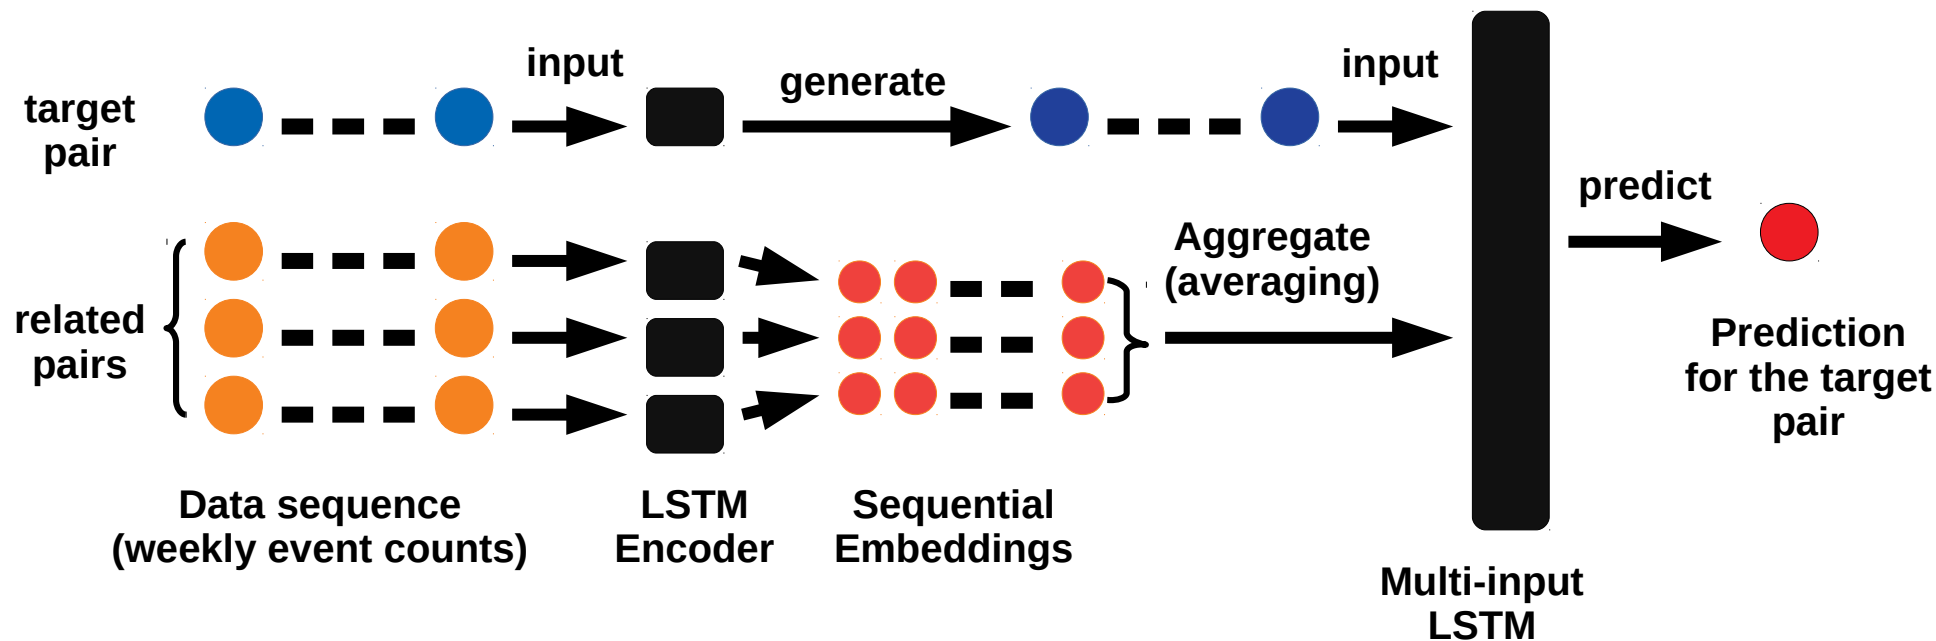 input
generate
input
target
pair
predict
Aggregate
(averaging)
related
pairs
Prediction
for the target
pair
Data sequence
(weekly event counts)
LSTM
Encoder
Sequential
Embeddings
Multi-input
LSTM